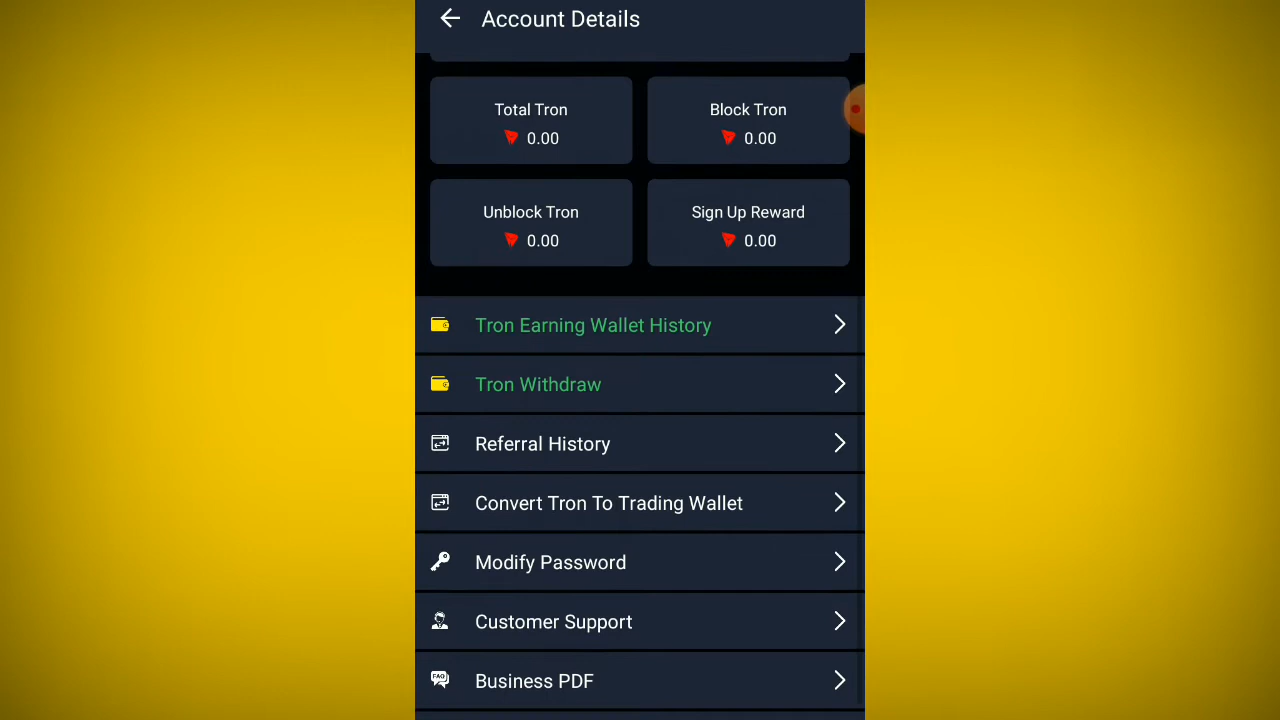 Account Details
Total Tron
0.00
Block Tron
0.00
Unblock Tron
0.00
Sign Up Reward
0.00
Tron Earning Wallet History
Tron Withdraw
Referral History
Convert Tron To Trading Wallet
Modify Password
Customer Support
FAQ
Business PDF